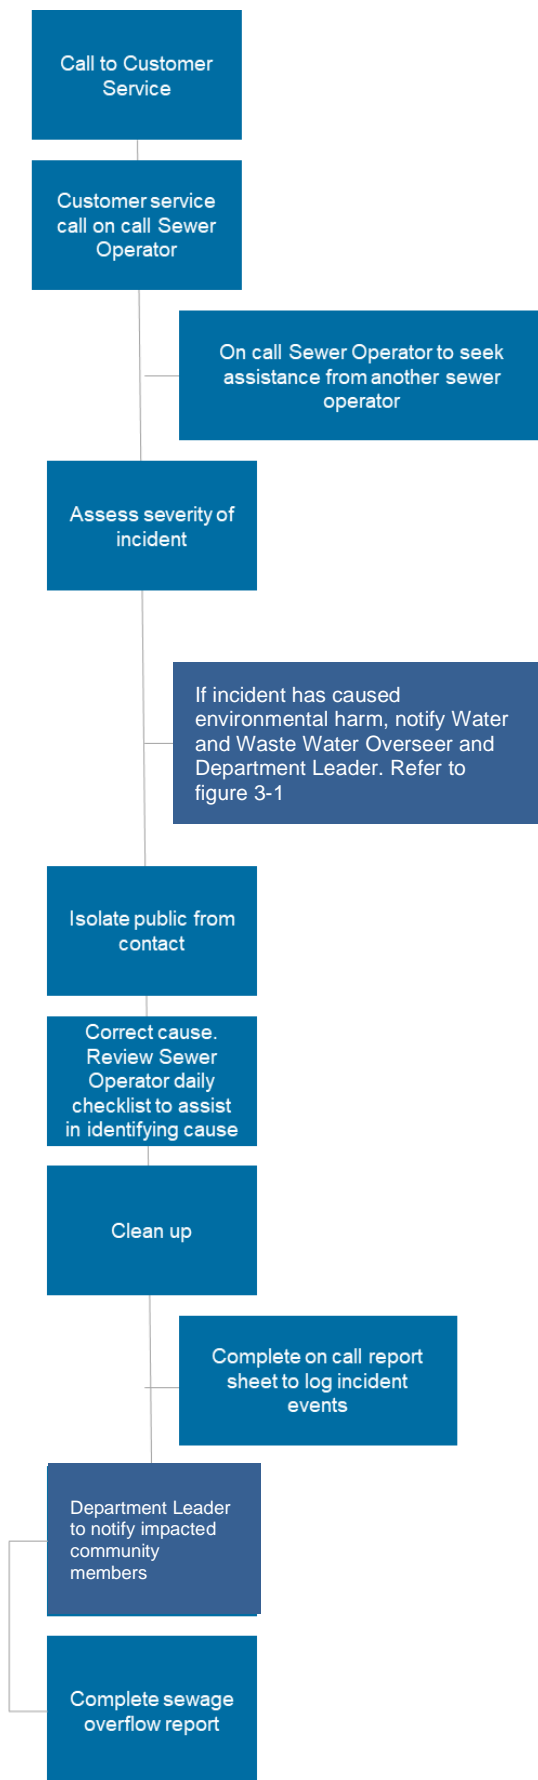 Call to Customer
Service
Customer service
call on call Sewer
Operator
On call Sewer Operator to seek
assistance from another sewer
operator
Assess severity of
incident
If incident has caused
environmental harm, notify Water
and Waste Water Overseer and
Department Leader. Refer to
figure 3-1
Isolate public from
contact
Correct cause.
Review Sewer
Operator daily
checklist to assist
in identifying cause
Clean up
Complete on call report
sheet to log incident
events
Department Leader
to notify impacted
community
members
Complete sewage
overflow report